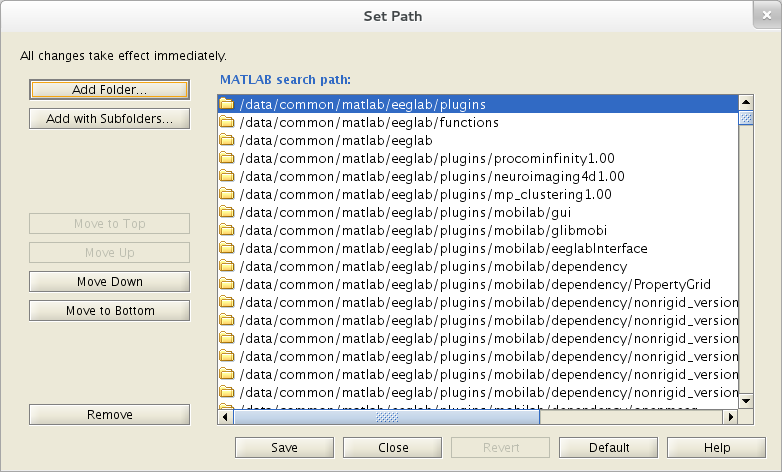 Set Path
All changes take effect immediately.
MATLAB search path:
Add Folder...
Add with Subfolders...
Move to Top
Move Up
Move Down
Move to Bottom
Remove
/data/common/matlab/eeglab/plugins
/data/common/matlab/eeglab/functions
/data/common/matlab/eeglab
/data/common/matlab/eeglab/plugins/procominfinity1.00
/data/common/matlab/eeglab/plugins/neuroimaging4d1.00
/data/common/matlab/eeglab/plugins/mp_clustering1.00
/data/common/matlab/eeglab/plugins/mobilab/gui
/data/common/matlab/eeglab/plugins/mobilab/glibmobi
/data/common/matlab/eeglab/plugins/mobilab/eeglabInterface
/data/common/matlab/eeglab/plugins/mobilab/dependency
/data/common/matlab/eeglab/plugins/mobilab/dependency/PropertyGrid
/data/common/matlab/eeglab/plugins/mobilab/dependency/nonrigid_version
/data/common/matlab/eeglab/plugins/mobilab/dependency/nonrigid_version
/data/common/matlab/eeglab/plugins/mobilab/dependency/nonrigid_version
/data/common/matlab/eeglab/plugins/mobilab/dependency/nonrigid_version
/data/common/matlab/eeglab/plugins/mobilab/dependency/nonrigid_version
/data/common/matlab/eeglab/plugins/mobilab/dependency/nonrigid_version
Save
Close
Revert
Default
Help